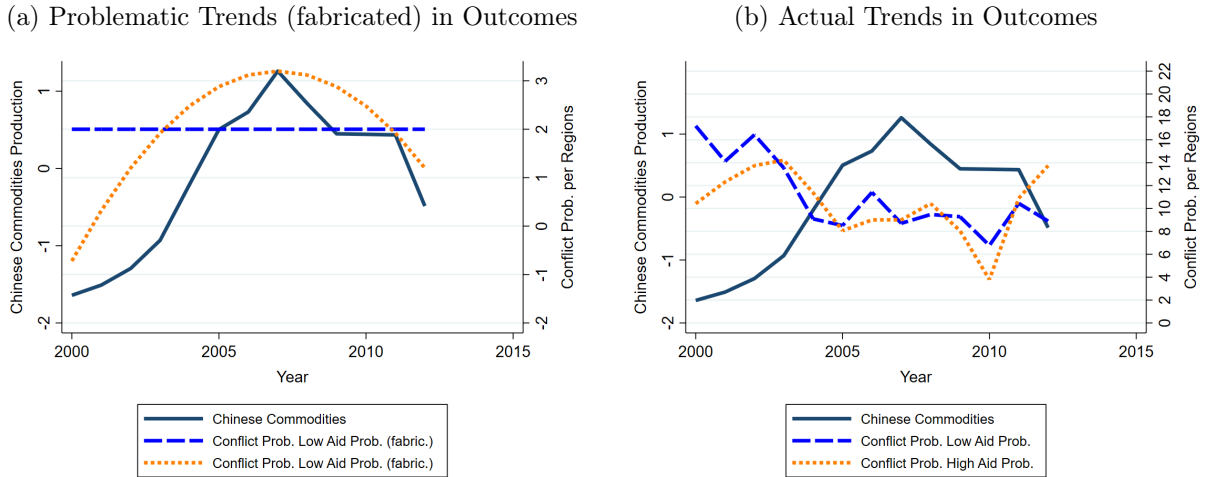 (a) Problematic Trends (fabricated) in Outcomes
Chinese Commodities Production
1
0
-1
-2
3
2
1
0
-1
-2
Conflict Prob. per Regions
2000
2005
2010
2015
Year
Chinese Commodities
Conflict Prob. Low Aid Prob. (fabric.)
Conflict Prob. Low Aid Prob. (fabric.)
(b) Actual Trends in Outcomes
Chinese Commodities Production
1
0
-1
-2
22
20
18
16
14
12
10
8
6
4
2
0
Conflict Prob. per Regions
2000
2005
2010
2015
Year
Chinese Commodities
Conflict Prob. Low Aid Prob.
Conflict Prob. High Aid Prob.